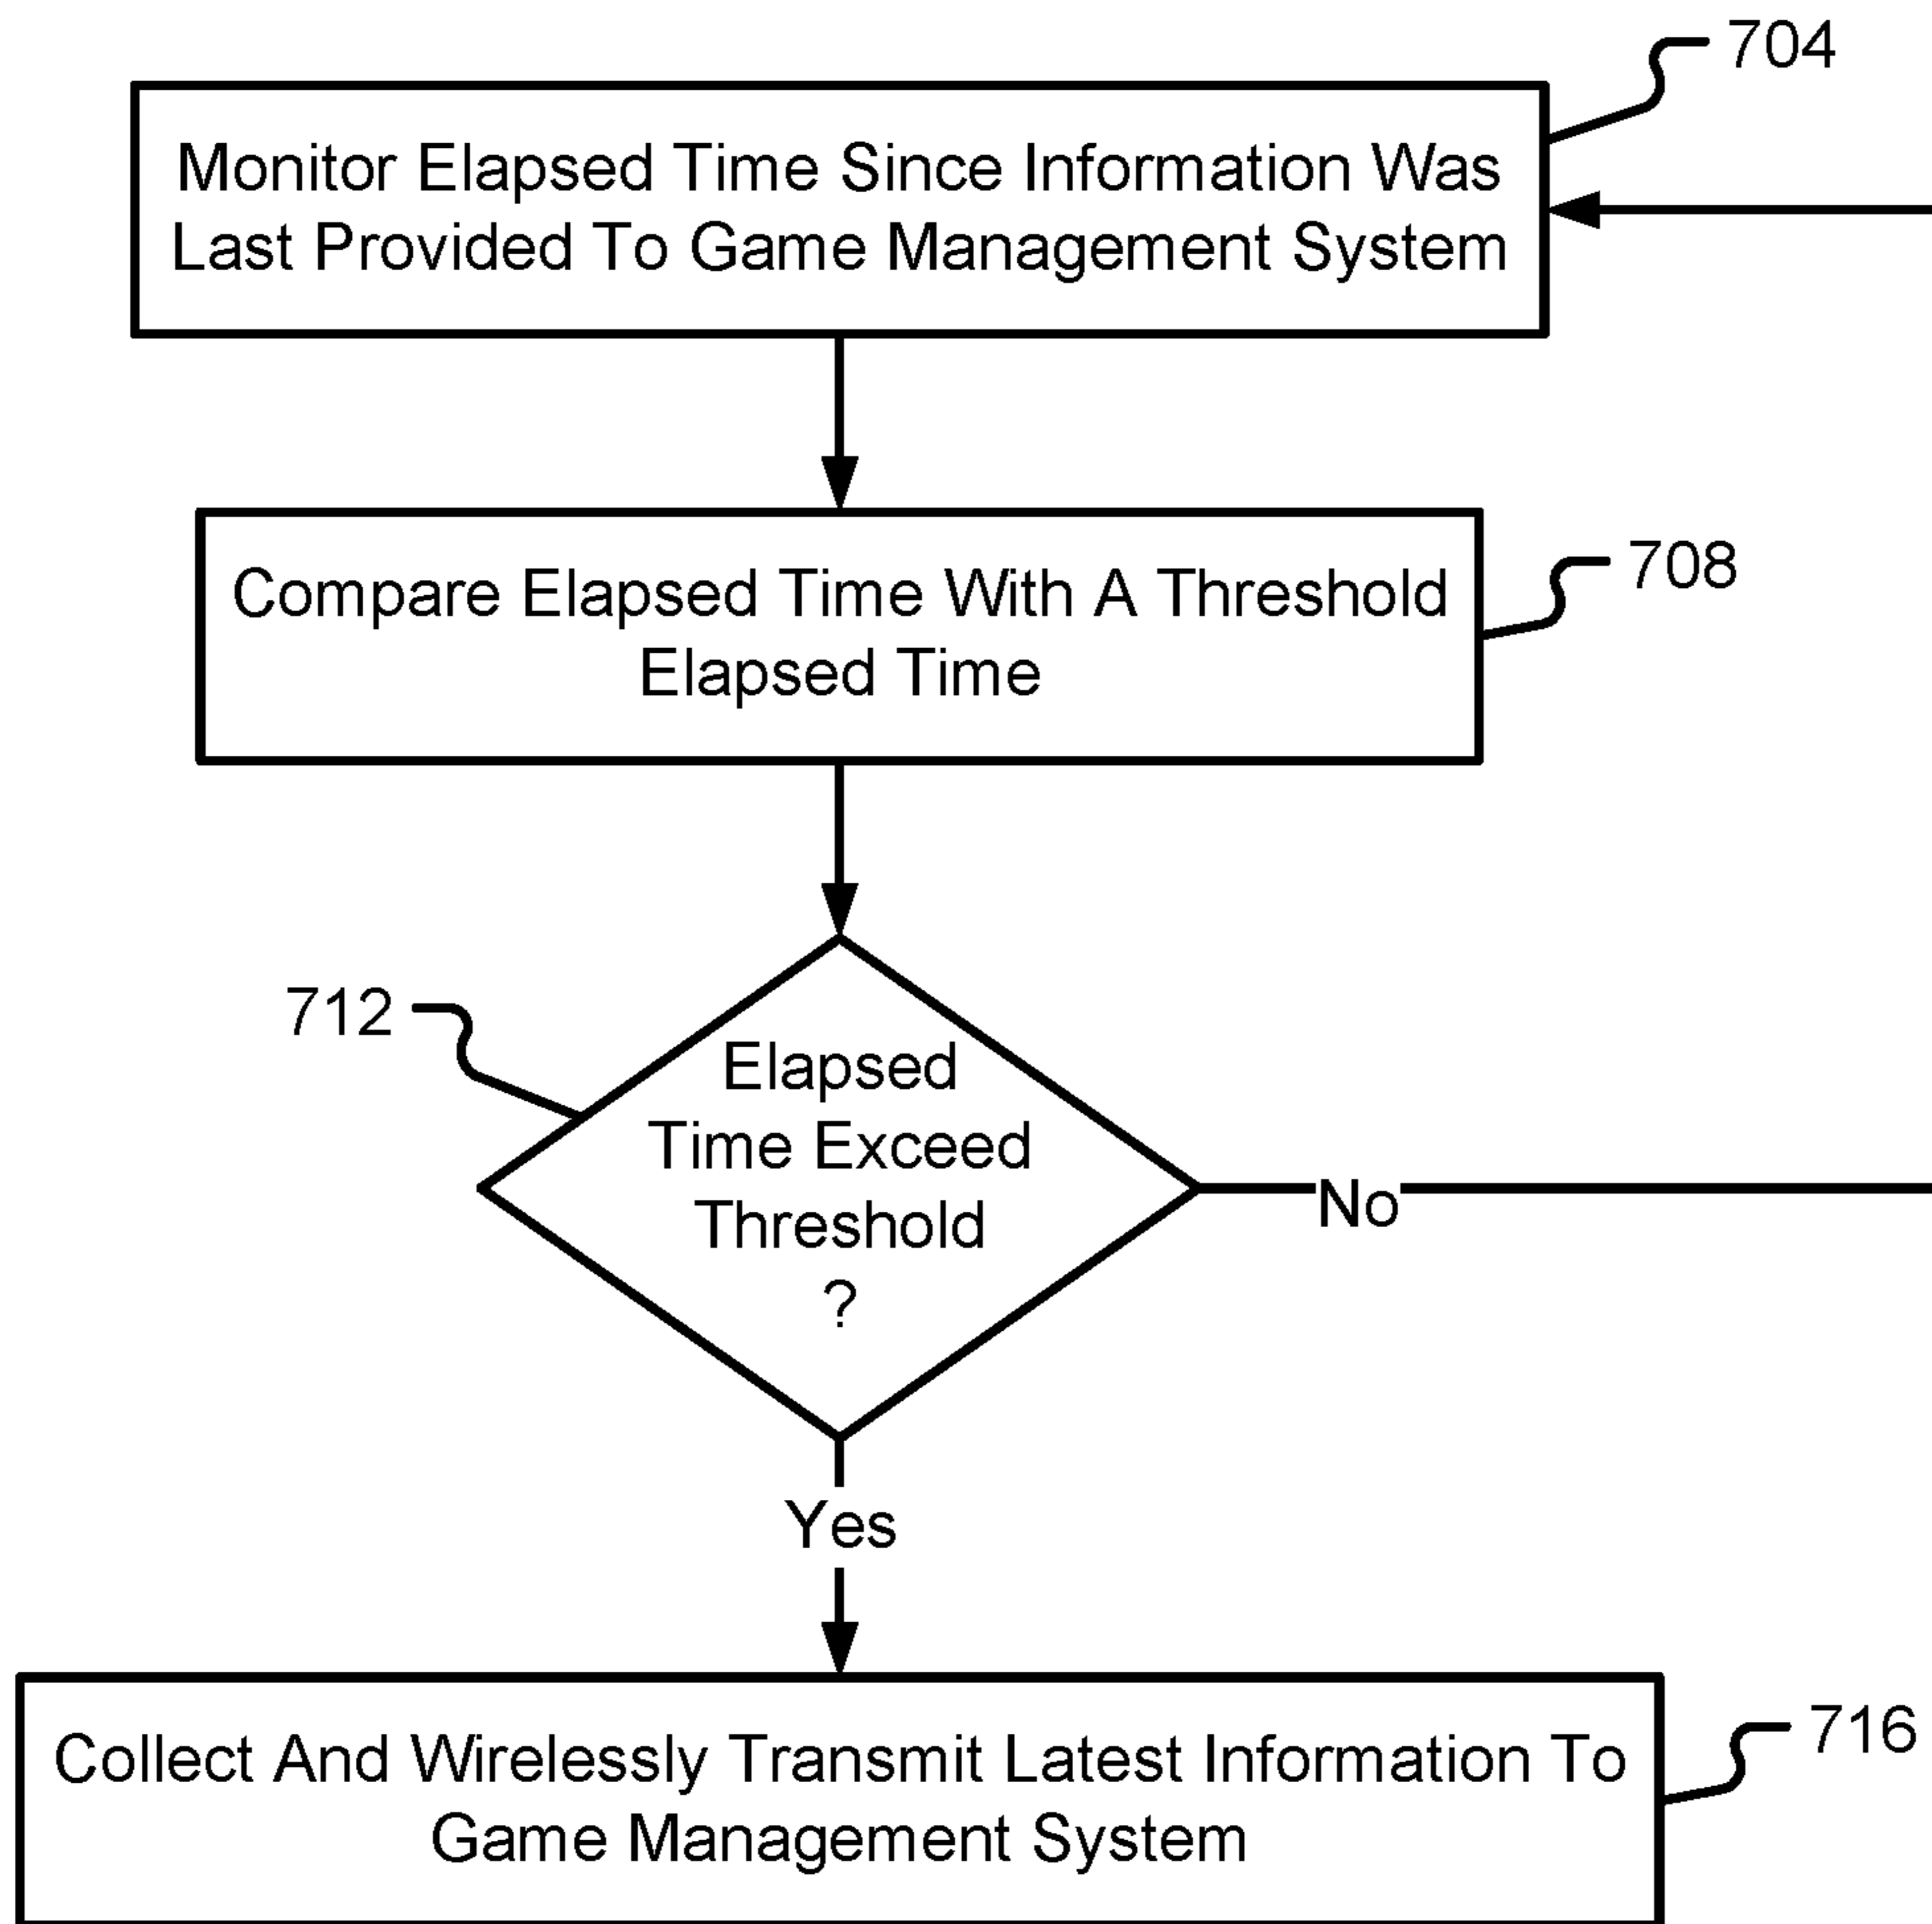 704
Monitor Elapsed Time Since Information Was
Last Provided To Game Management System
708
Compare Elapsed Time With A Threshold
Elapsed Time
712
Elapsed
Time Exceed
Threshold
?
No
Yes
716
Collect And Wirelessly Transmit Latest Information To
Game Management System